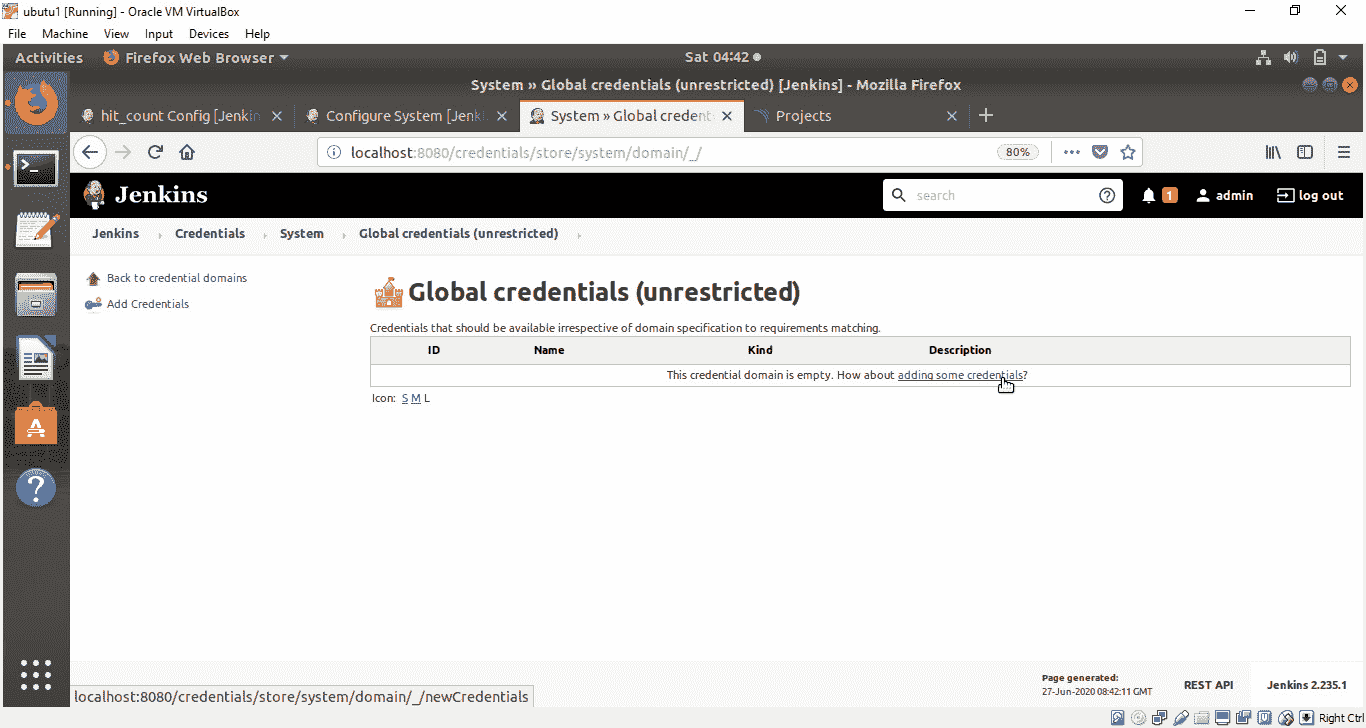 ubutu1 [Running] - Oracle VM VirtualBox
File Machine View Input Devices Help
Activities Firefox Web Browser Sat 04:42
System » Global credentials (unrestricted) [Jenkins] - Mozilla Firefox
hit_count Config [Jenkin Configure System [Jenk System » Global credent Projects
localhost:8080/credentials/store/system/domain/_/ 80%
Jenkins search 1 admin log out
Jenkins Credentials System Global credentials (unrestricted)
Back to credential domains
Add Credentials
Global credentials (unrestricted)
Credentials that should be available irrespective of domain specification to requirements matching.
ID Name Kind Description
This credential domain is empty. How about adding some credentials?
Icon: S M L
Page generated:
27-Jun-2020 08:42:11 GMT REST API Jenkins 2.235.1
localhost:8080/credentials/store/system/domain/_/newCredentials
Right Ctrl